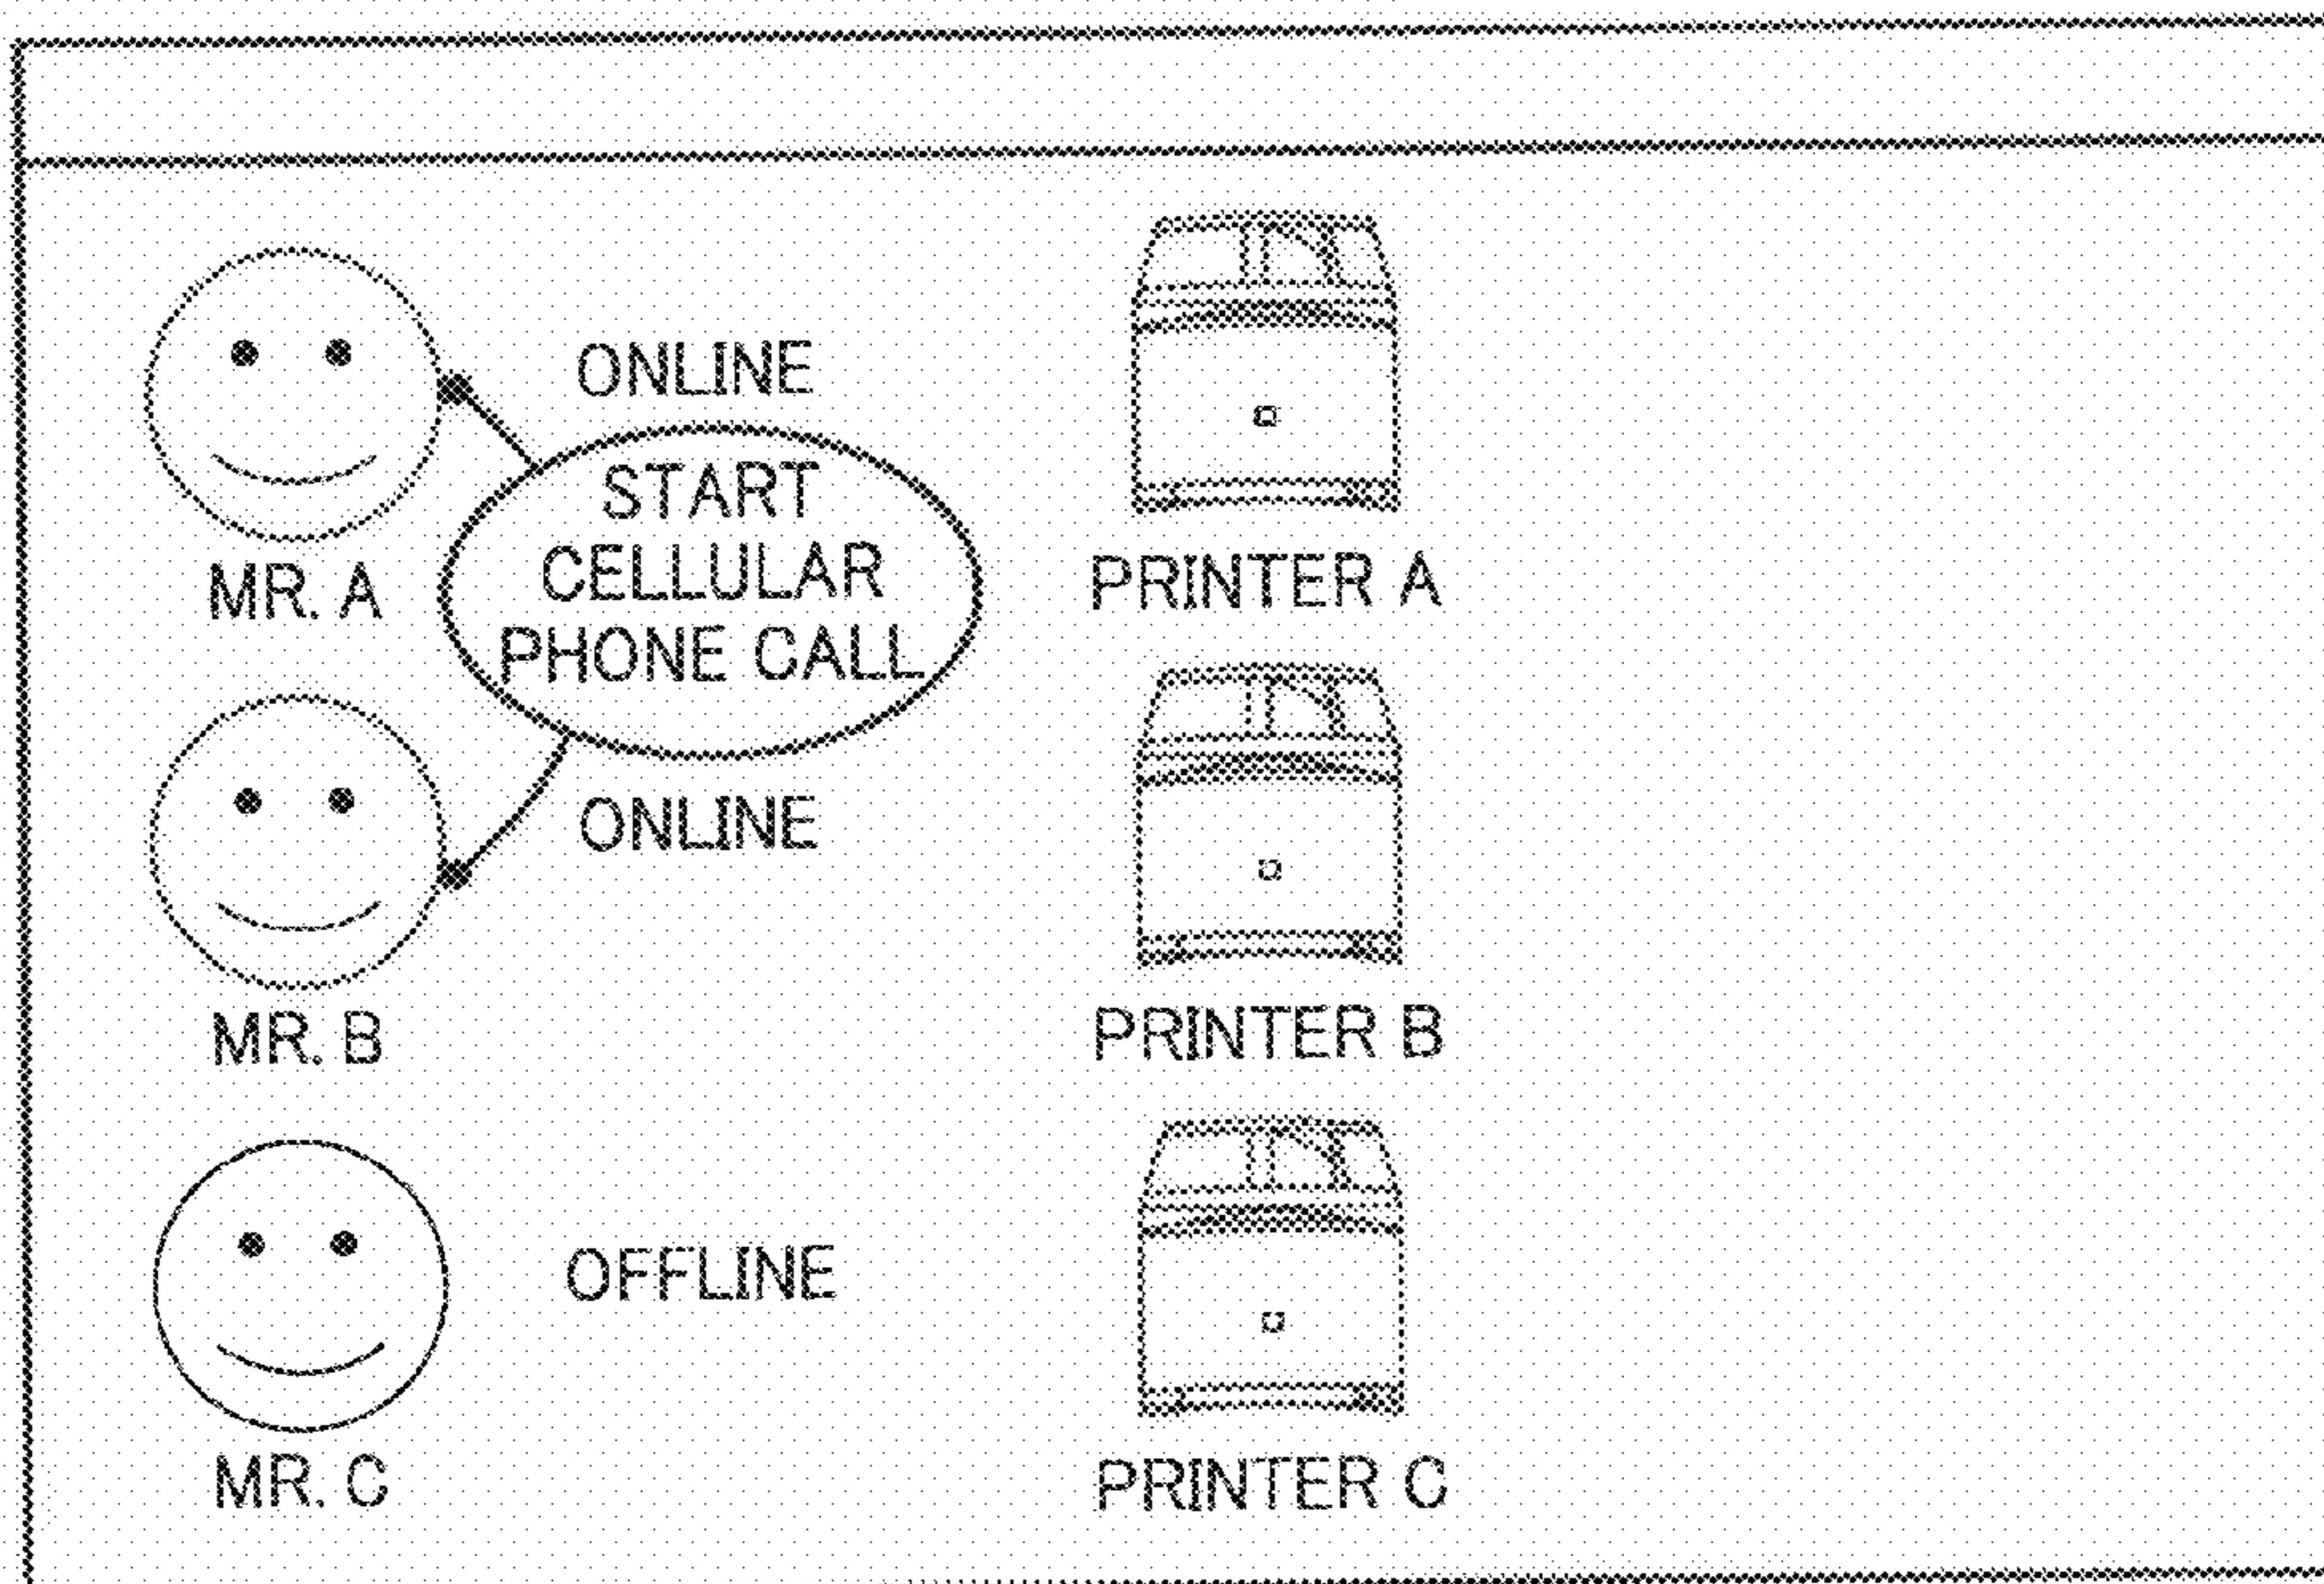 ONLINE
START
CELLULAR
PHONE CALL
MR. A
PRINTER A
ONLINE
MR. B
PRINTER B
OFFLINE
MR. C
PRINTER C